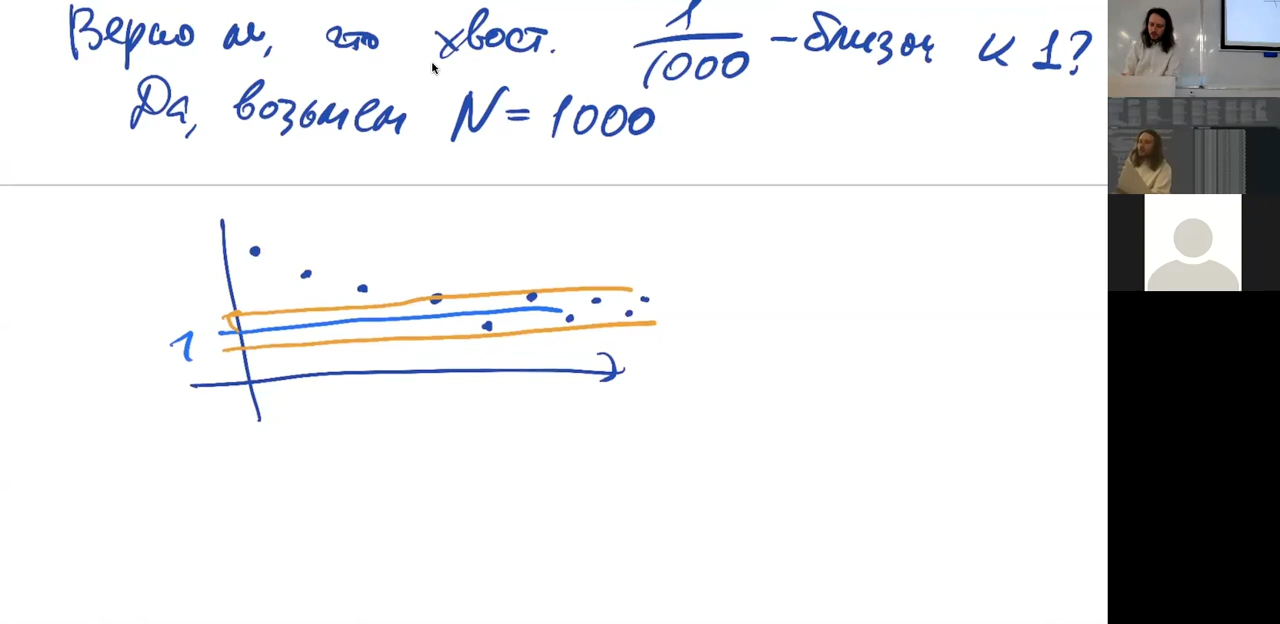 Верно ли, что хвост. 1/1000 - близок к 1?
Да, возьмем N = 1000
1